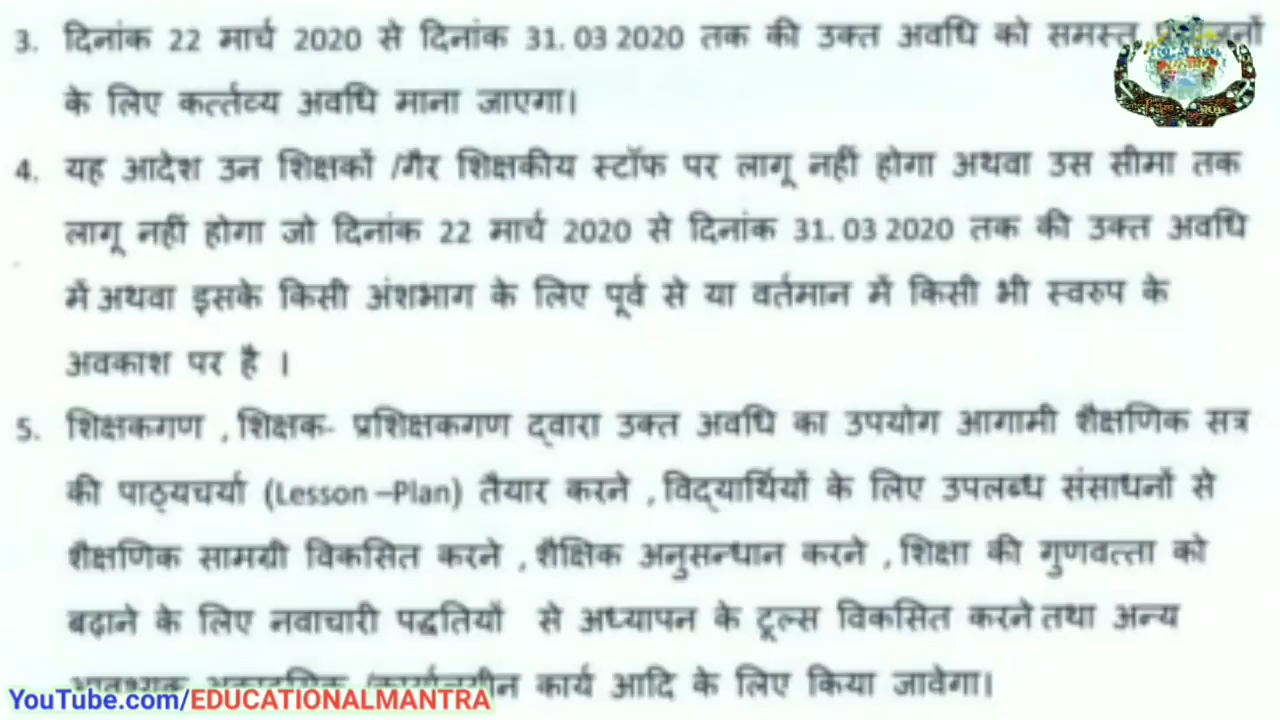 3. दिनांक 22 मार्च 2020 से दिनांक 31.03 2020 तक की उक्त अवधि को समस्त
के लिए कर्त्तव्य अवधि माना जाएगा।
4. यह आदेश उन शिक्षकों /गैर शिक्षकीय स्टॉफ पर लागू नहीं होगा अथवा उस सीमा तक
लागू नहीं होगा जो दिनांक 22 मार्च 2020 से दिनांक 31.03 2020 तक की उक्त अवधि
में अथवा इसके किसी अंशभाग के लिए पूर्व से या वर्तमान में किसी भी स्वरुप के
अवकाश पर है ।
5. शिक्षकगण , शिक्षक- प्रशिक्षकगण द्वारा उक्त अवधि का उपयोग आगामी शैक्षणिक सत्र
की पाठ्यचर्या (Lesson –Plan) तैयार करने , विद्यार्थियों के लिए उपलब्ध संसाधनों से
शैक्षणिक सामग्री विकसित करने , शैक्षिक अनुसन्धान करने , शिक्षा की गुणवत्ता को
बढ़ाने के लिए नवाचारी पद्धतियों से अध्यापन के टूल्स विकसित करने तथा अन्य
कार्य आदि के लिए किया जावेगा।
YouTube.com/EDUCATIONALMANTRA